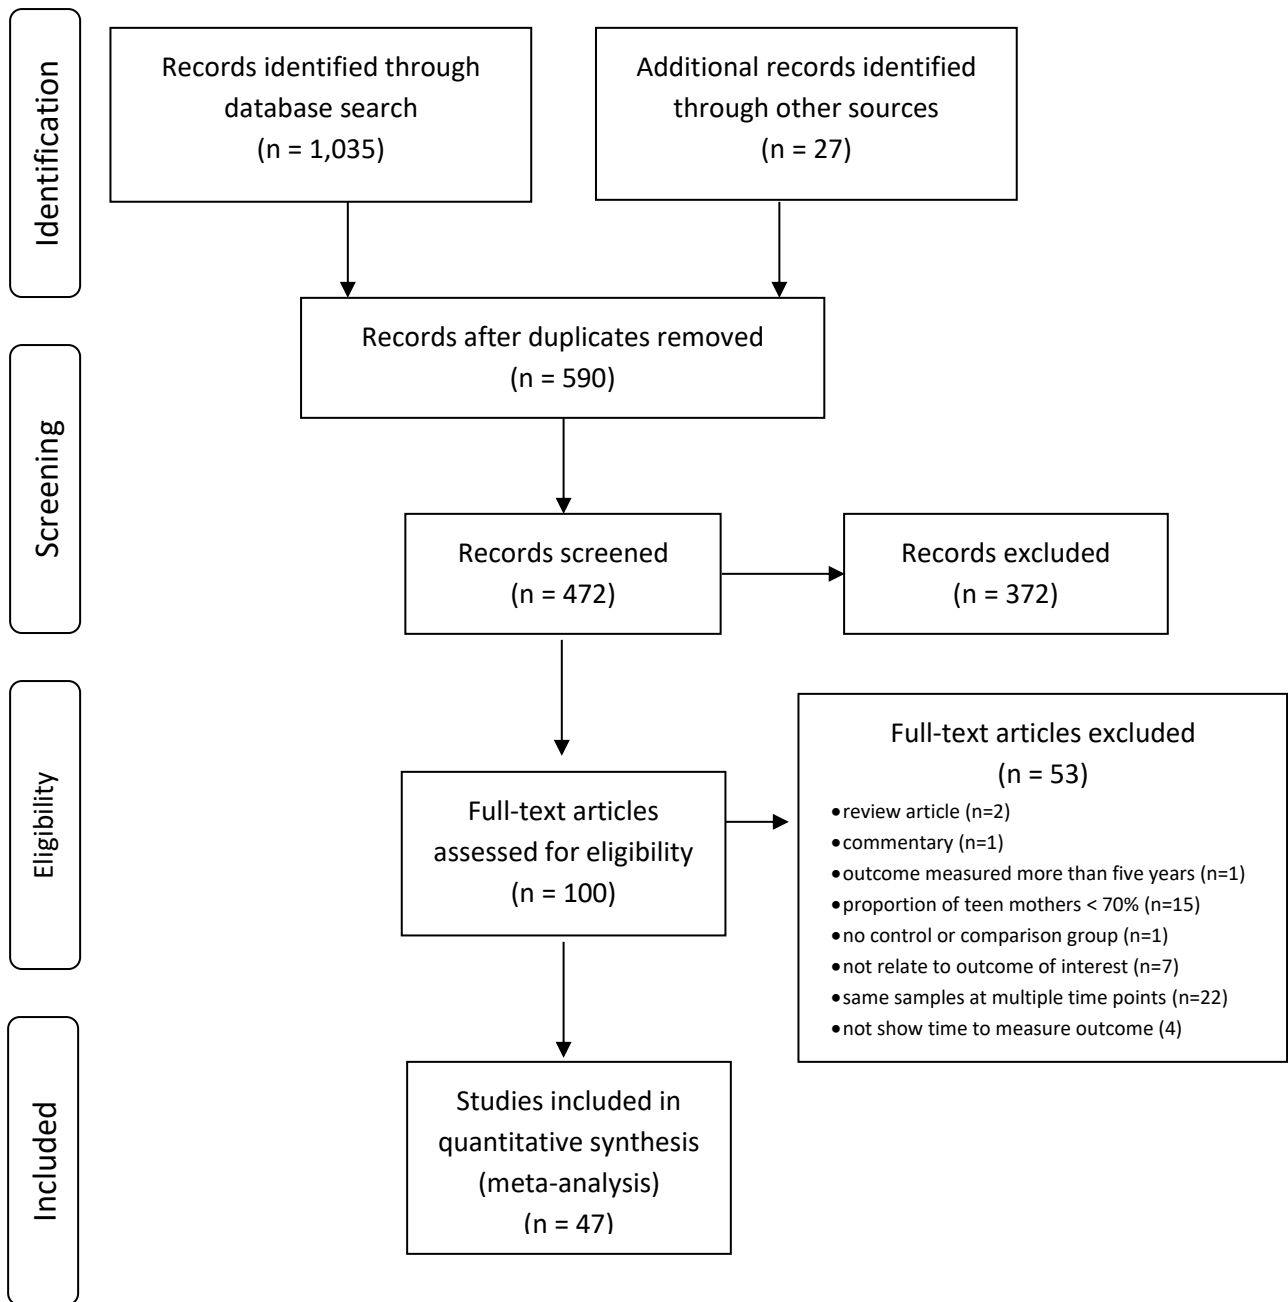 Identification
Records identified through
database search
(n = 1,035)
Additional records identified
through other sources
(n = 27)
Records after duplicates removed
(n = 590)
Screening
Records screened
(n = 472)
Records excluded
(n = 372)
Eligibility
Full-text articles
assessed for eligibility
(n = 100)
Full-text articles excluded
(n = 53)
•review article (n=2)
•commentary (n=1)
•outcome measured more than five years (n=1)
•proportion of teen mothers < 70% (n=15)
•no control or comparison group (n=1)
•not relate to outcome of interest (n=7)
•same samples at multiple time points (n=22)
•not show time to measure outcome (4)
Included
Studies included in
quantitative synthesis
(meta-analysis)
(n = 47)